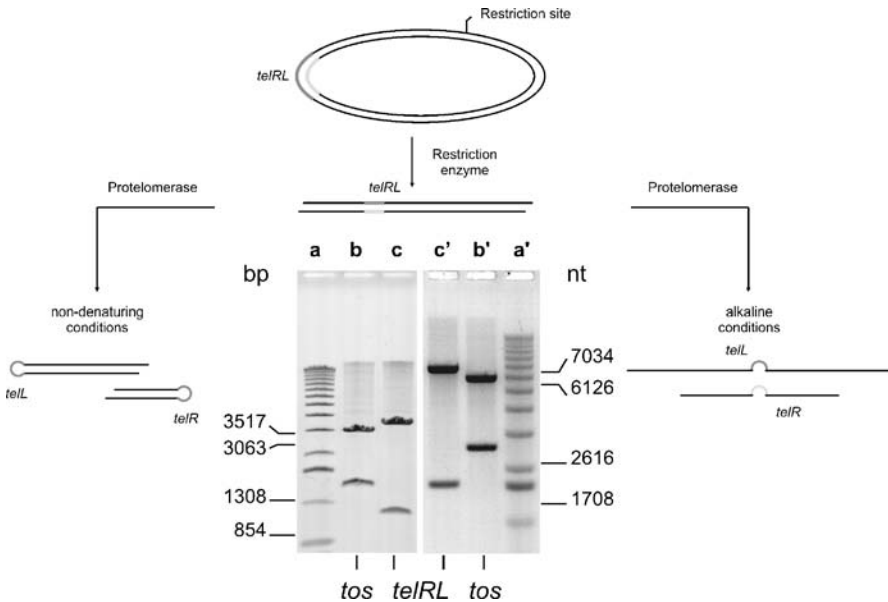 Restriction site
telRL
Restriction
enzyme
Protelomerase
telRL
Protelomerase
a b c c' b' a'
bp
nt
non-denaturing
conditions
alkaline
conditions
telL
telR
telL
telR
7034
6126
3517
3063
2616
1308
1708
854
tos telRL tos